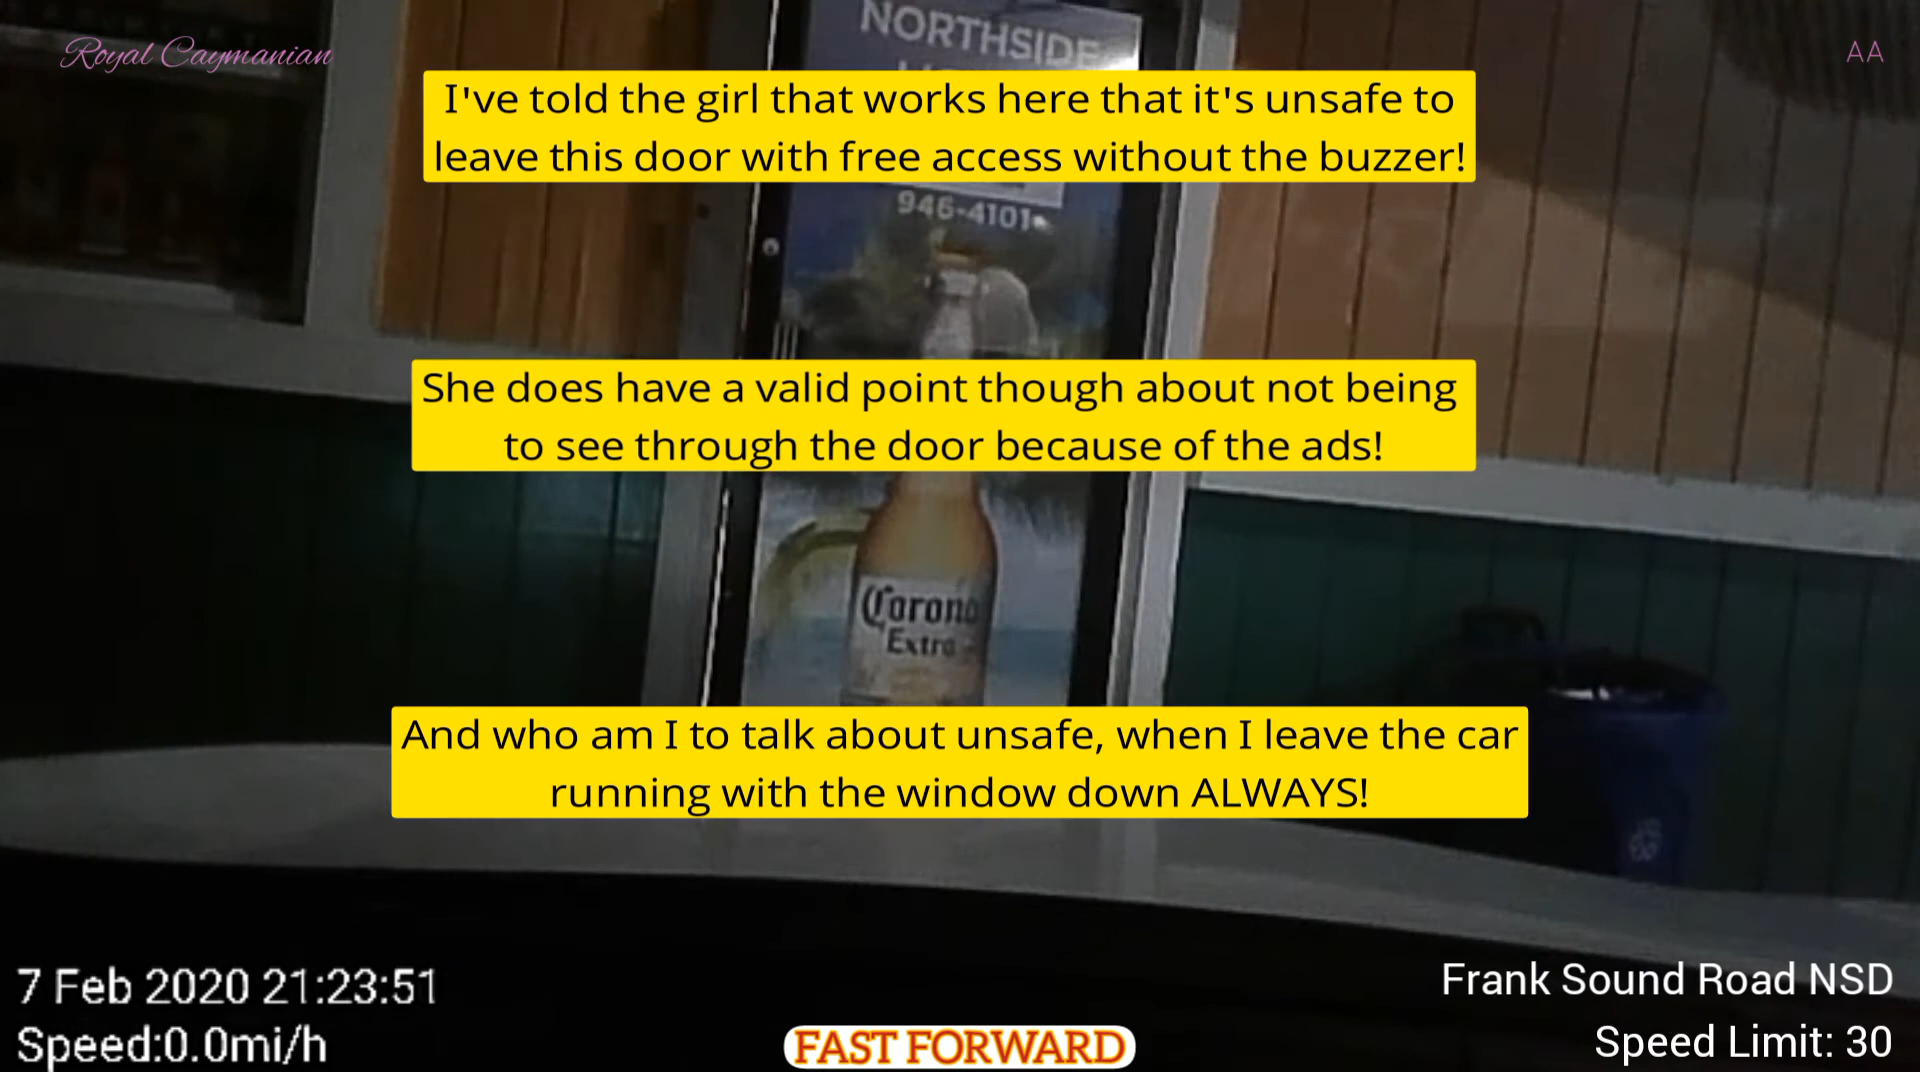 Royal Caymanian
AA
NORTHSIDE
I've told the girl that works here that it's unsafe to
leave this door with free access without the buzzer!
946-4101
She does have a valid point though about not being
to see through the door because of the ads!
Corona
Extra
And who am I to talk about unsafe, when I leave the car
running with the window down ALWAYS!
7 Feb 2020 21:23:51
Speed:0.0mi/h
FAST FORWARD
Frank Sound Road NSD
Speed Limit: 30